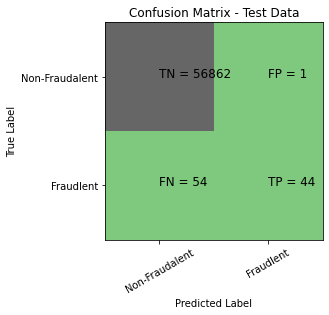 Confusion Matrix - Test Data
Non-Fraudalent
TN = 56862
FP = 1
True Label
Fraudlent
FN = 54
TP = 44
Non-Fraudalent
Fraudlent
Predicted Label